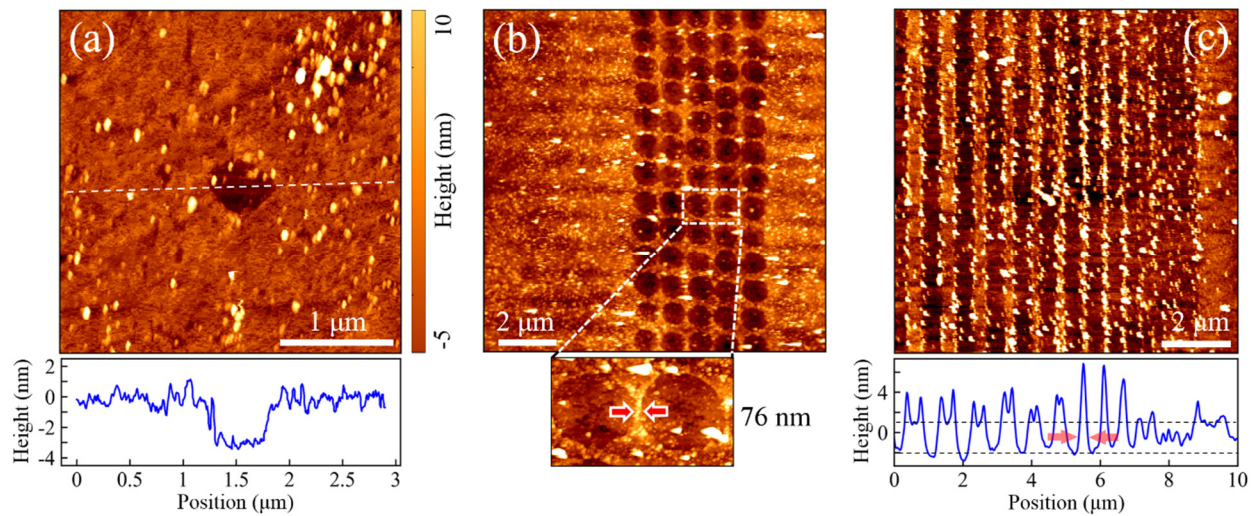 (a)
1 μm
10
Height (nm)
-5
(b)
2 μm
76 nm
(c)
2 μm
Height (nm)
2
0
-2
-4
0 0.5 1 1.5 2 2.5 3
Position (μm)
Height (nm)
4
0
0 2 4 6 8 10
Position (μm)